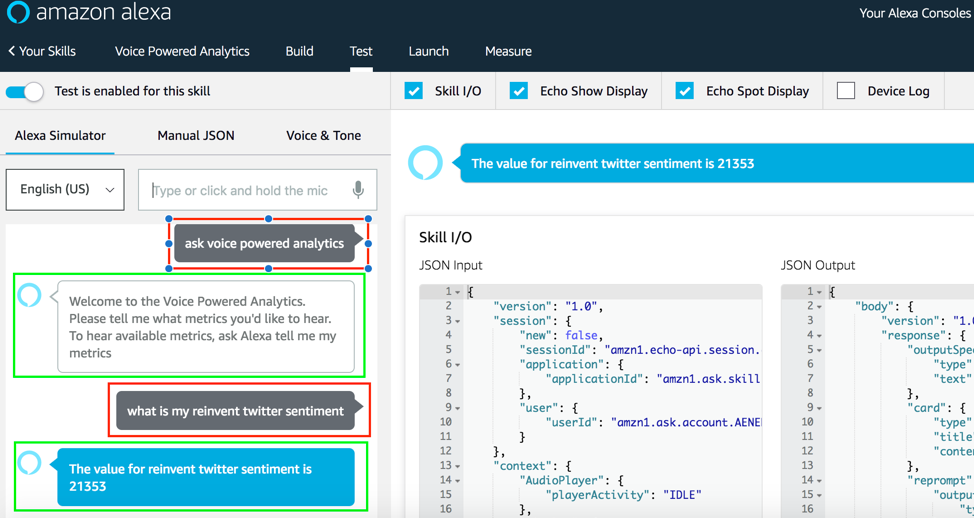 amazon alexa
Your Alexa Consoles
Your Skills
Voice Powered Analytics
Build
Test
Launch
Measure
Test is enabled for this skill
Skill I/O
Echo Show Display
Echo Spot Display
Device Log
Alexa Simulator
Manual JSON
Voice & Tone
English (US)
Type or click and hold the mic
ask voice powered analytics
Welcome to the Voice Powered Analytics.
Please tell me what metrics you'd like to hear.
To hear available metrics, ask Alexa tell me my
metrics
what is my reinvent twitter sentiment
The value for reinvent twitter sentiment is
21353
The value for reinvent twitter sentiment is 21353
Skill I/O
JSON Input
1 {
2 "version": "1.0",
3 "session": {
4 "new": false,
5 "sessionId": "amzn1.echo-api.session.
6 "application": {
7 "applicationId": "amzn1.ask.skill
8 },
9 "user": {
10 "userId": "amzn1.ask.account.AENE
11 }
12 },
13 "context": {
14 "AudioPlayer": {
15 "playerActivity": "IDLE"
16 },
JSON Output
1 {
2 "body": {
3 "version": "1.
4 "response": {
5 "outputSpe
6 "type"
7 "text"
8 },
9 "card": {
10 "type"
11 "title
12 "conte
13 },
14 "reprompt"
15 "outpu
16 "t